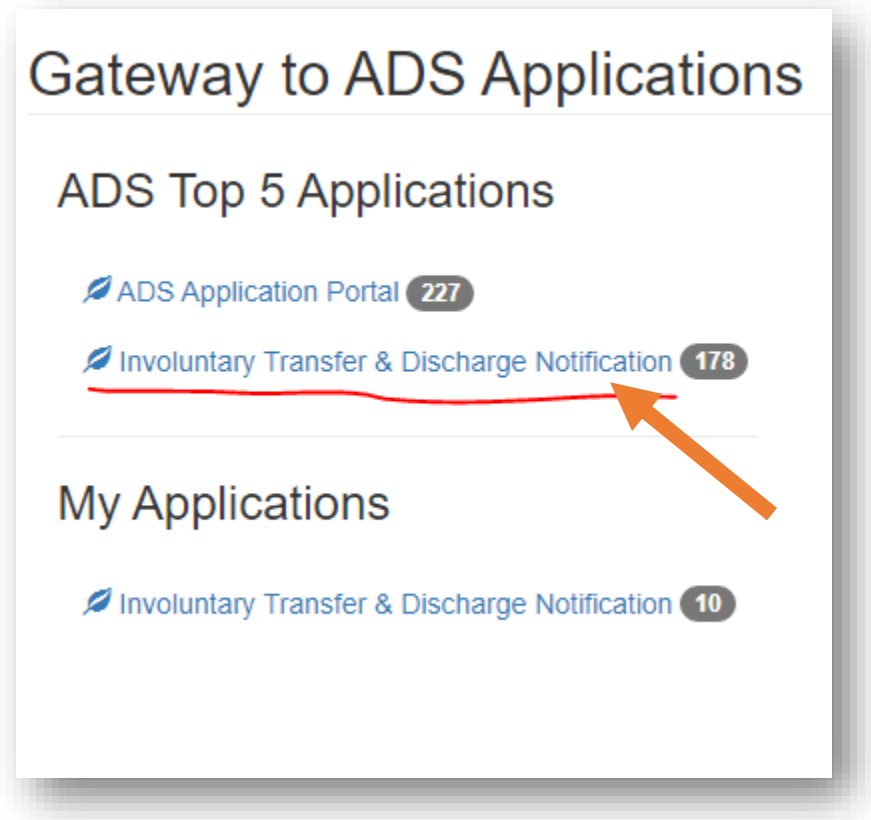 Gateway to ADS Applications
ADS Top 5 Applications
ADS Application Portal 227
Involuntary Transfer & Discharge Notification 178
My Applications
Involuntary Transfer & Discharge Notification 10